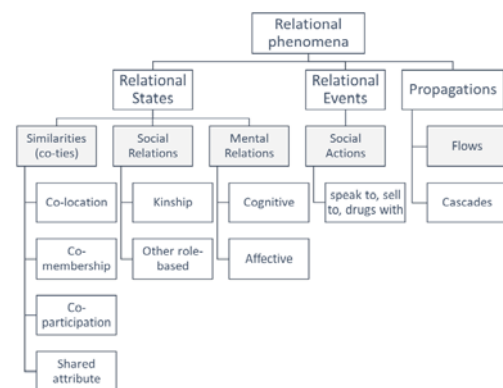 Relational
phenomena
Relational
States
Relational
Events
Propagations
Similarities
(co-ties)
Social
Relations
Mental
Relations
Social
Actions
Flows
Co-location
Kinship
Cognitive
speak to, sell
to, drugs with
Cascades
Co-
membership
Other role-
based
Affective
Co-
participation
Shared
attribute